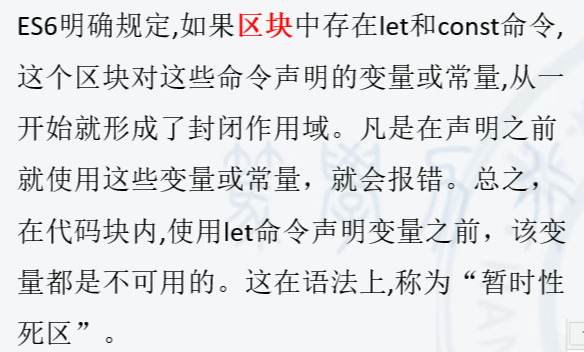 ES6明确规定,如果区块中存在let和const命令,
这个区块对这些命令声明的变量或常量,从一
开始就形成了封闭作用域。凡是在声明之前
就使用这些变量或常量，就会报错。总之，
在代码块内,使用let命令声明变量之前，该变
量都是不可用的。这在语法上,称为“暂时性
死区”。